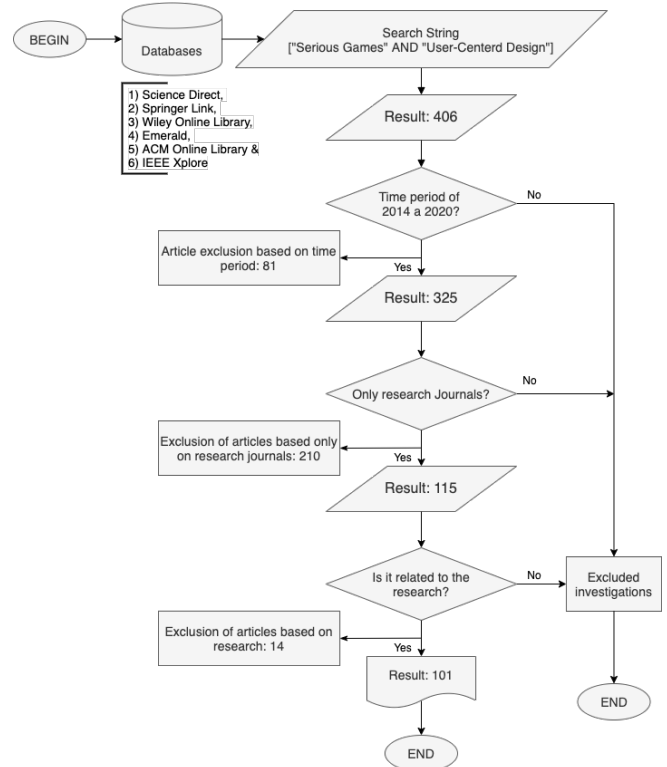 BEGIN
Databases
Search String
["Serious Games" AND "User-Centerd Design"]
1) Science Direct,
2) Springer Link,
3) Wiley Online Library,
4) Emerald,
5) ACM Online Library &
6) IEEE Xplore
Result: 406
Time period of
2014 a 2020?
No
Article exclusion based on time
period: 81
Yes
Result: 325
Only research Journals?
No
Exclusion of articles based only
on research journals: 210
Yes
Result: 115
Is it related to the
research?
No
Excluded
investigations
Exclusion of articles based on
research: 14
Yes
Result: 101
END
END